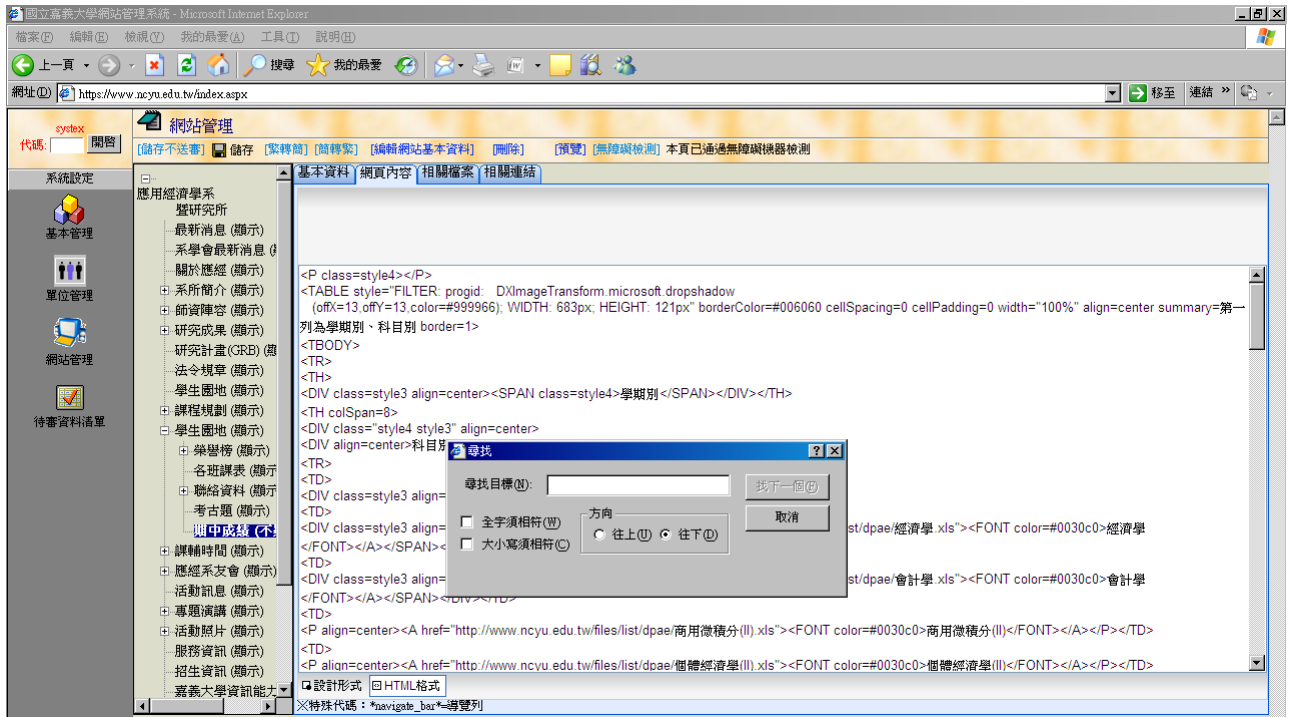 國立嘉義大學網站管理系統 - Microsoft Internet Explorer
檔案(F) 編輯(E) 檢視(V) 我的最愛(A) 工具(T) 說明(H)
上一頁 搜尋 我的最愛
網址(D) https://www.ncyu.edu.tw/index.aspx 移至 連結 »
systex
代碼: 開啓
系統設定
基本管理
單位管理
網站管理
待審資料清單
網站管理
[儲存不送審] 儲存 [繁轉簡] [簡轉繁] [編輯網站基本資料] [刪除] [預覽] [無障礙檢測] 本頁已通過無障礙機器檢測
應用經濟學系
暨研究所
最新消息 (顯示)
系學會最新消息
關於應經 (顯示)
系所簡介 (顯示)
師資陣容 (顯示)
研究成果 (顯示)
研究計畫(GRB)
法令規章 (顯示)
學生園地 (顯示)
課程規劃 (顯示)
學生園地 (顯示)
榮譽榜 (顯示)
各班課表 (顯示
聯絡資料 (顯示
考古題 (顯示)
期中成績
課輔時間 (顯示)
應經系友會 (顯示)
活動訊息 (顯示)
專題演講 (顯示)
活動照片 (顯示)
服務資訊 (顯示)
招生資訊 (顯示)
嘉義大學資訊能力
基本資料 網頁內容 相關檔案 相關連結
<P class=style4></P>
<TABLE style="FILTER: progid: DXImageTransform.microsoft.dropshadow
(offX=13,offY=13,color=#999966); WIDTH: 683px; HEIGHT: 121px" borderColor=#006060 cellSpacing=0 cellPadding=0 width="100%" align=center summary=第一
列為學期別、科目別 border=1>
<TBODY>
<TR>
<TH>
<DIV class=style3 align=center><SPAN class=style4>學期別</SPAN></DIV></TH>
<TH colSpan=8>
<DIV class="style4 style3" align=center>
<DIV align=center>科目別
<TR>
<TD>
<DIV class=style3 align=
<TD>
<DIV class=style3 align= st/dpae/經濟學.xls"><FONT color=#0030c0>經濟學
</FONT></A></SPAN><
<TD>
<DIV class=style3 align= st/dpae/會計學.xls"><FONT color=#0030c0>會計學
</FONT></A></SPAN></DIV></TD>
<TD>
<P align=center><A href="http://www.ncyu.edu.tw/files/list/dpae/商用微積分(II).xls"><FONT color=#0030c0>商用微積分(II)</FONT></A></P></TD>
<TD>
<P align=center><A href="http://www.ncyu.edu.tw/files/list/dpae/個體經濟學(II).xls"><FONT color=#0030c0>個體經濟學(II)</FONT></A></P></TD>
尋找
尋找目標(N): 找下一個(F)
全字須相符(W)
大小寫須相符(C)
方向
往上(U) 往下(D)
取消
設計形式 HTML格式
※特殊代碼：*navigate_bar*=導覽列